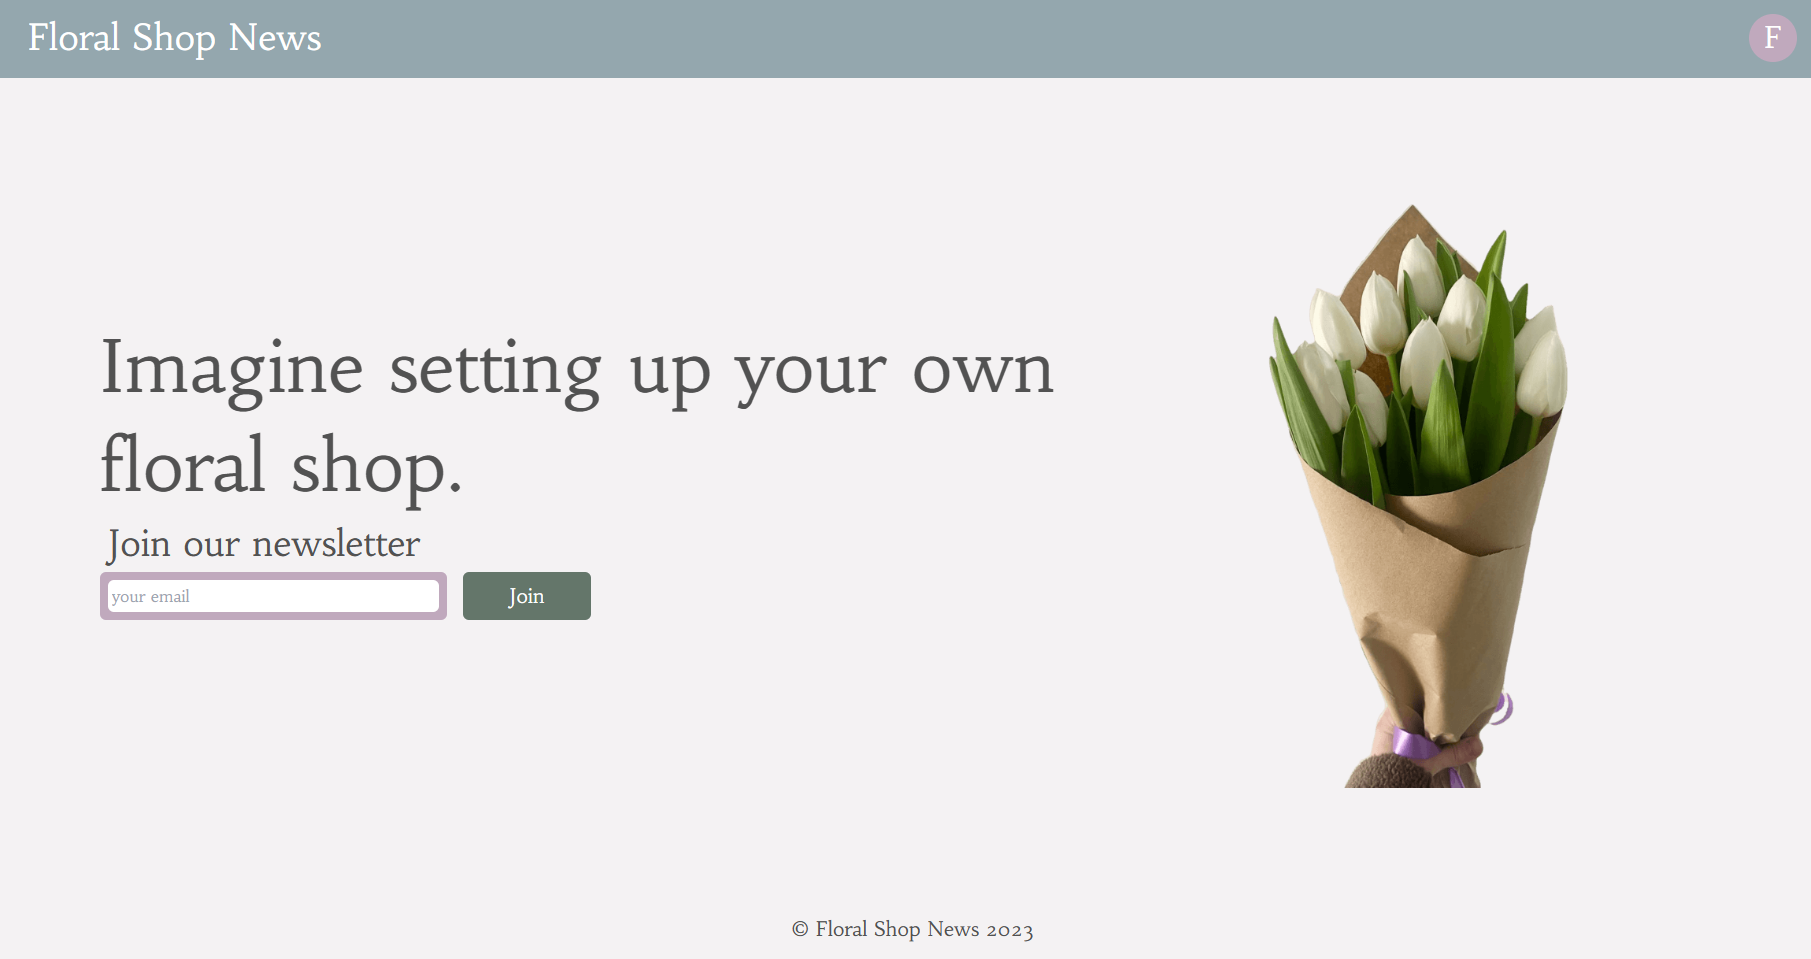 Floral Shop News
F
Imagine setting up your own
floral shop.
Join our newsletter
your email
Join
© Floral Shop News 2023